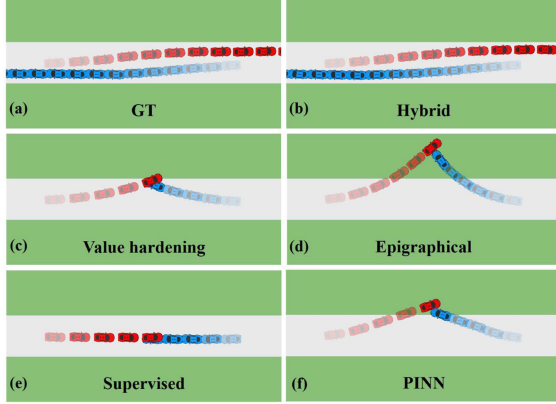 (a) GT
(b) Hybrid
(c) Value hardening
(d) Epigraphical
(e) Supervised
(f) PINN